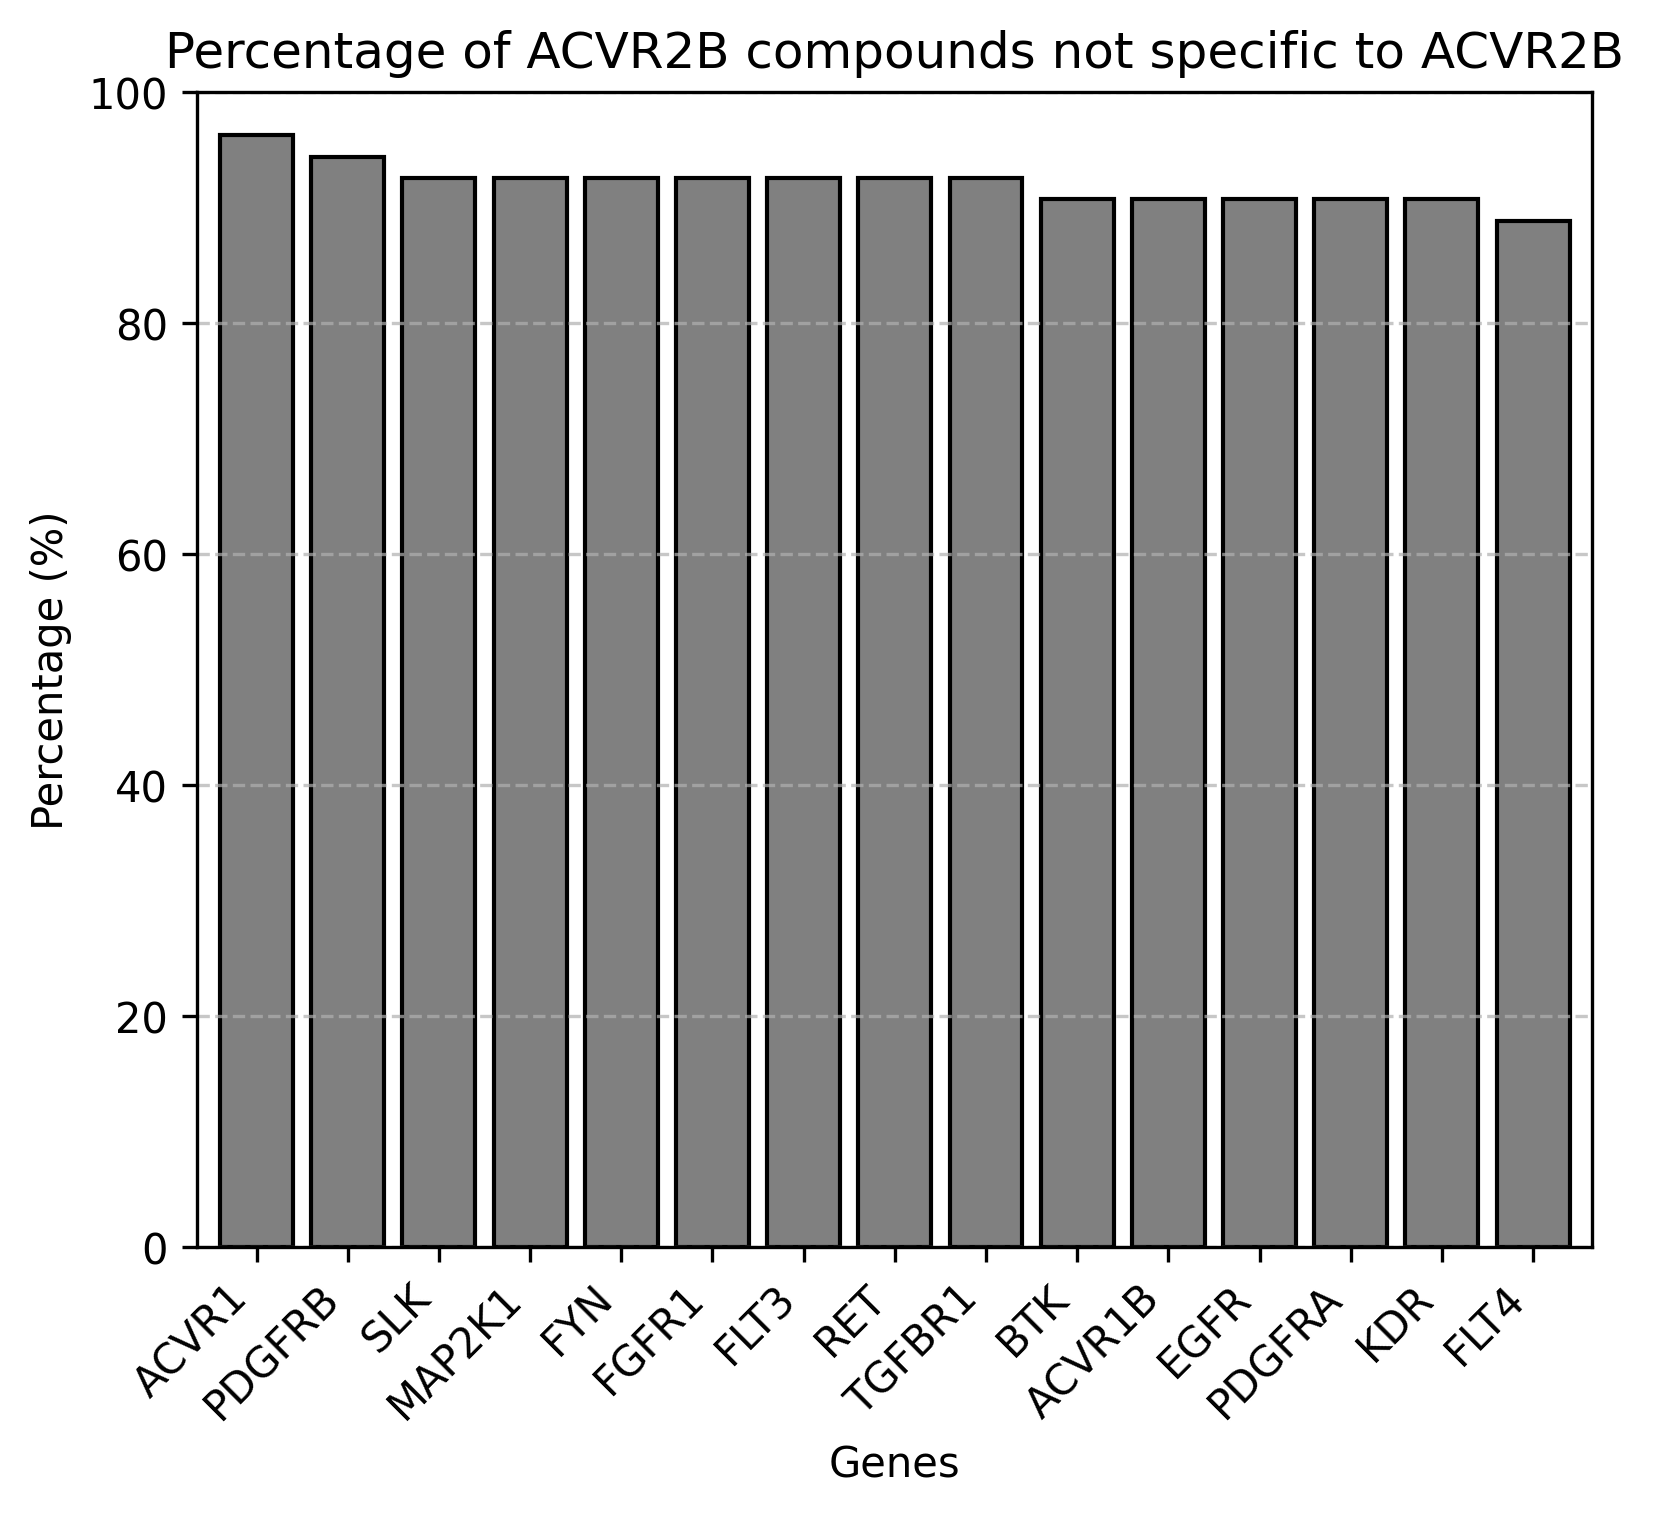 Percentage of ACVR2B compounds not specific to ACVR2B
100
80
60
40
20
0
Percentage (%)
ACVR1
PDGFRB
SLK
MAP2K1
FYN
FGFR1
FLT3
RET
TGFBR1
BTK
ACVR1B
EGFR
PDGFRA
KDR
FLT4
Genes